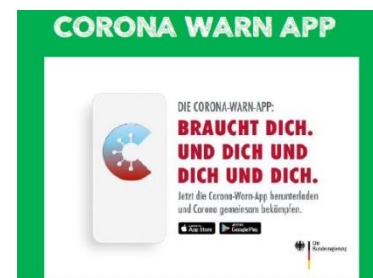 CORONA WARN APP
DIE CORONA-WARN-APP:
BRAUCHT DICH.
UND DICH UND
DICH UND DICH.
Jetzt die Corona-Warn-App herunterladen
und Corona gemeinsam bekämpfen.
App Store Google Play
Die
Bundesregierung